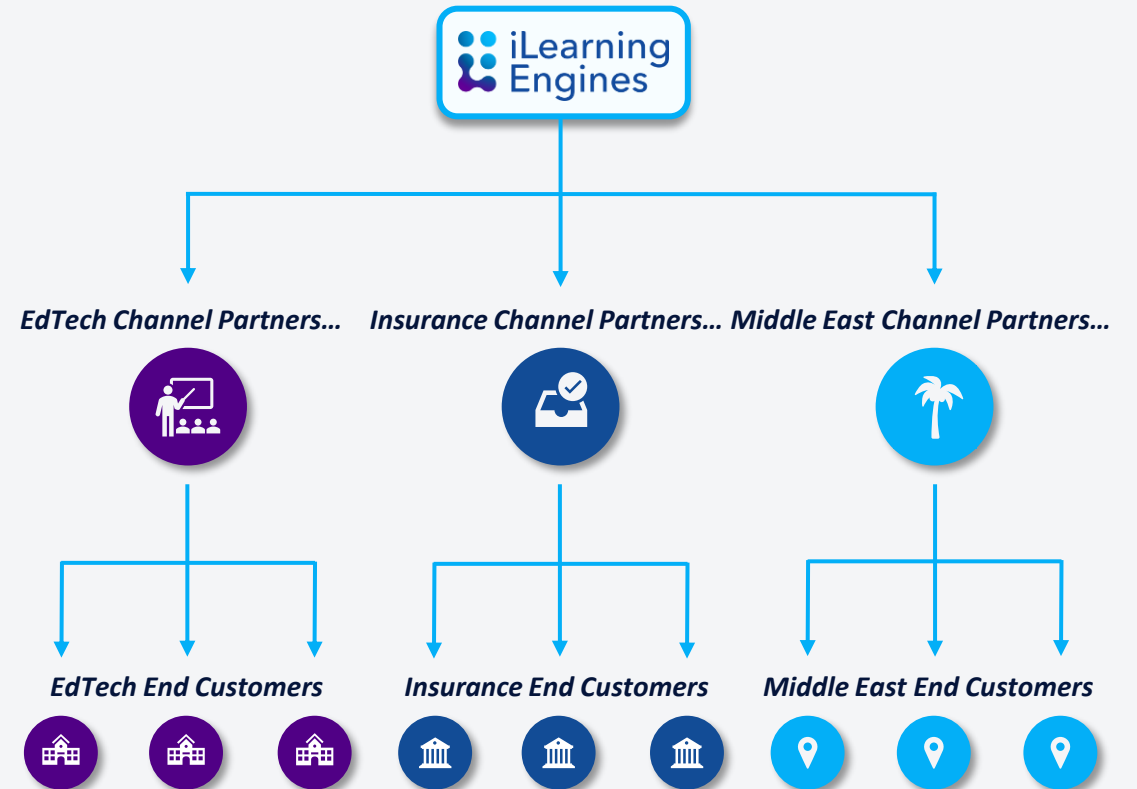 iLearning
Engines
EdTech Channel Partners...
Insurance Channel Partners...
Middle East Channel Partners...
EdTech End Customers
Insurance End Customers
Middle East End Customers